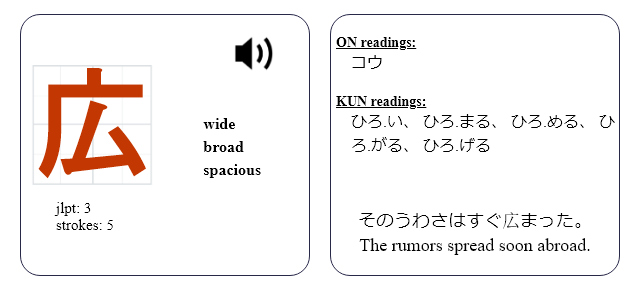 広
wide
broad
spacious
jlpt: 3
strokes: 5
ON readings:
コウ
KUN readings:
ひろ.い、 ひろ.まる、 ひろ.める、 ひ
ろ.がる、 ひろ.げる
そのうわさはすぐ広まった。
The rumors spread soon abroad.